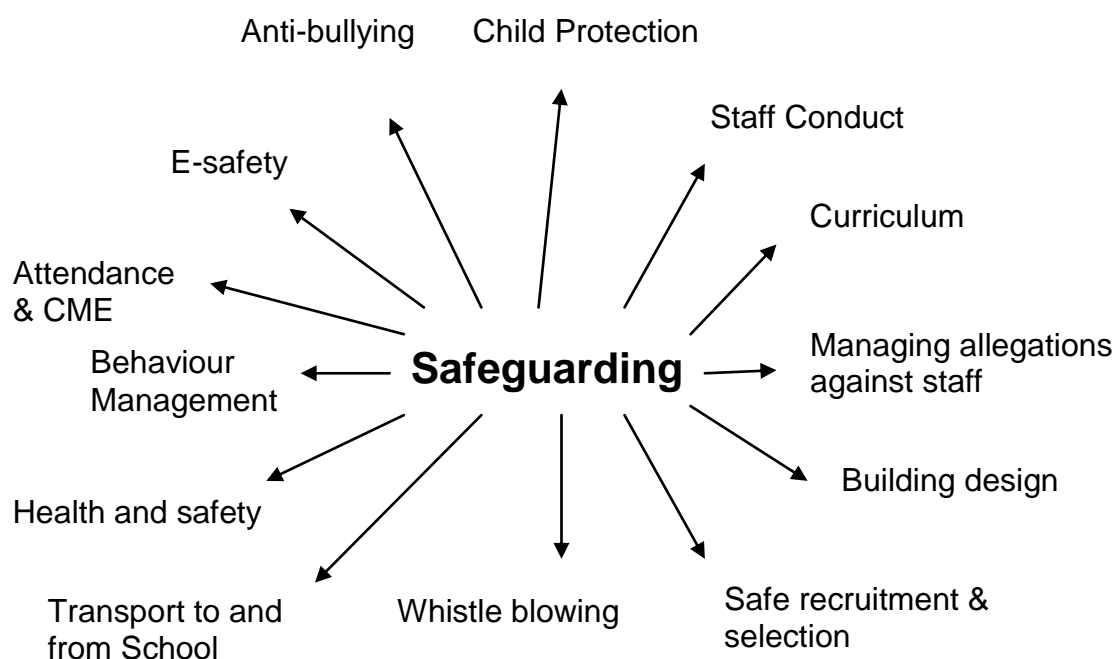 Anti-bullying
Child Protection
Staff Conduct
E-safety
Curriculum
Attendance
& CME
Behaviour
Management
Safeguarding
Managing allegations
against staff
Building design
Health and safety
Transport to and
from School
Whistle blowing
Safe recruitment &
selection